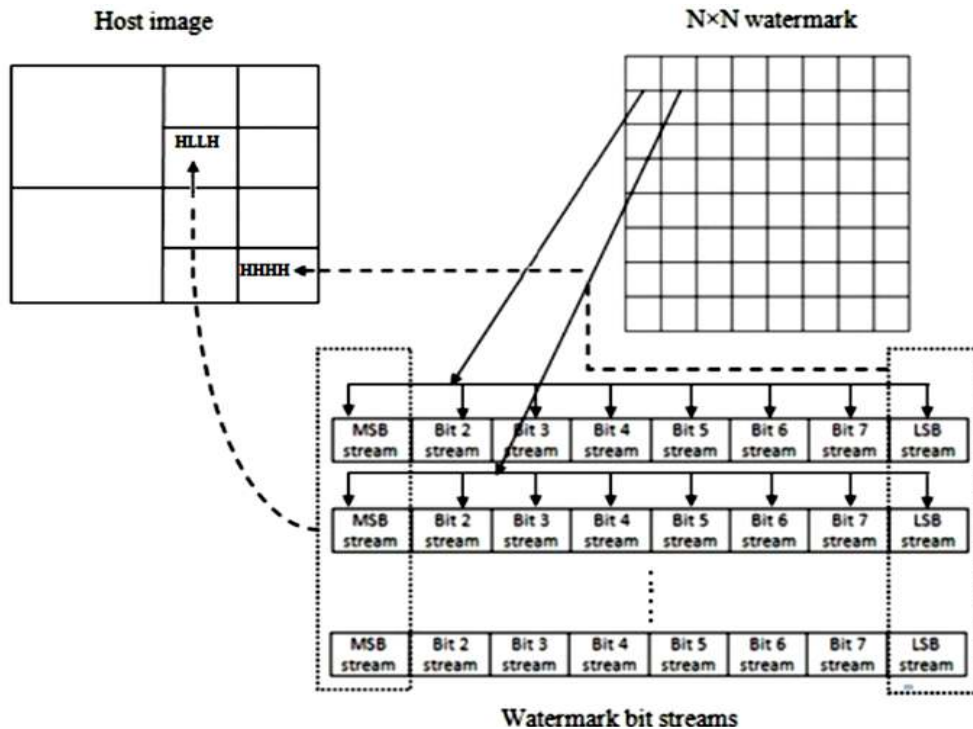 Host image
N×N watermark
HLLH
HHHH
MSB stream
Bit 2 stream
Bit 3 stream
Bit 4 stream
Bit 5 stream
Bit 6 stream
Bit 7 stream
LSB stream
MSB stream
Bit 2 stream
Bit 3 stream
Bit 4 stream
Bit 5 stream
Bit 6 stream
Bit 7 stream
LSB stream
MSB stream
Bit 2 stream
Bit 3 stream
Bit 4 stream
Bit 5 stream
Bit 6 stream
Bit 7 stream
LSB stream
Watermark bit streams